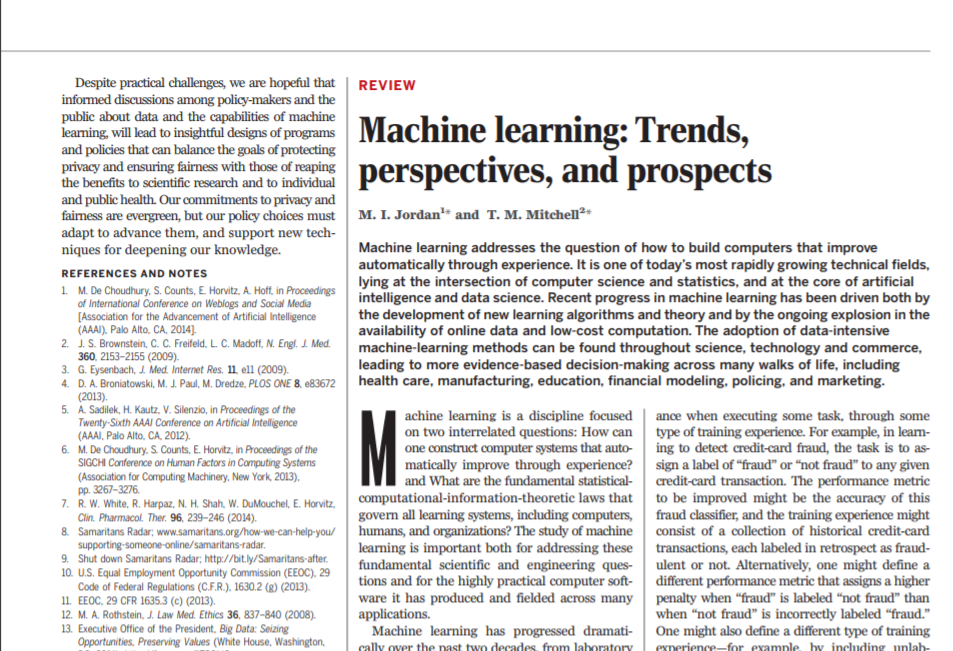 Despite practical challenges, we are hopeful that
informed discussions among policy-makers and the
public about data and the capabilities of machine
learning, will lead to insightful designs of programs
and policies that can balance the goals of protecting
privacy and ensuring fairness with those of reaping
the benefits to scientific research and to individual
and public health. Our commitments to privacy and
fairness are evergreen, but our policy choices must
adapt to advance them, and support new tech-
niques for deepening our knowledge.
REFERENCES AND NOTES
1. M. De Choudhury, S. Counts, E. Horvitz, A. Hoff, in Proceedings
of International Conference on Weblogs and Social Media
[Association for the Advancement of Artificial Intelligence
(AAAI), Palo Alto, CA, 2014].
2. J. S. Brownstein, C. C. Freifeld, L. C. Madoff, N. Engl. J. Med.
360, 2153–2155 (2009).
3. G. Eysenbach, J. Med. Internet Res. 11, e11 (2009).
4. D. A. Broniatowski, M. J. Paul, M. Dredze, PLOS ONE 8, e83672
(2013).
5. A. Sadilek, H. Kautz, V. Silenzio, in Proceedings of the
Twenty-Sixth AAAI Conference on Artificial Intelligence
(AAAI, Palo Alto, CA, 2012).
6. M. De Choudhury, S. Counts, E. Horvitz, in Proceedings of the
SIGCHI Conference on Human Factors in Computing Systems
(Association for Computing Machinery, New York, 2013),
pp. 3267–3276.
7. R. W. White, R. Harpaz, N. H. Shah, W. DuMouchel, E. Horvitz,
Clin. Pharmacol. Ther. 96, 239–246 (2014).
8. Samaritans Radar; www.samaritans.org/how-we-can-help-you/
supporting-someone-online/samaritans-radar.
9. Shut down Samaritans Radar; http://bit.ly/Samaritans-after.
10. U.S. Equal Employment Opportunity Commission (EEOC), 29
Code of Federal Regulations (C.F.R.), 1630.2 (g) (2013).
11. EEOC, 29 CFR 1635.3 (c) (2013).
12. M. A. Rothstein, J. Law Med. Ethics 36, 837–840 (2008).
13. Executive Office of the President, Big Data: Seizing
Opportunities, Preserving Values (White House, Washington,
REVIEW
Machine learning: Trends,
perspectives, and prospects
M. I. Jordan1* and T. M. Mitchell2*
Machine learning addresses the question of how to build computers that improve
automatically through experience. It is one of today's most rapidly growing technical fields,
lying at the intersection of computer science and statistics, and at the core of artificial
intelligence and data science. Recent progress in machine learning has been driven both by
the development of new learning algorithms and theory and by the ongoing explosion in the
availability of online data and low-cost computation. The adoption of data-intensive
machine-learning methods can be found throughout science, technology and commerce,
leading to more evidence-based decision-making across many walks of life, including
health care, manufacturing, education, financial modeling, policing, and marketing.
Machine learning is a discipline focused
on two interrelated questions: How can
one construct computer systems that auto-
matically improve through experience?
and What are the fundamental statistical-
computational-information-theoretic laws that
govern all learning systems, including computers,
humans, and organizations? The study of machine
learning is important both for addressing these
fundamental scientific and engineering ques-
tions and for the highly practical computer soft-
ware it has produced and fielded across many
applications.
Machine learning has progressed dramati-
cally over the past two decades, from laboratory
ance when executing some task, through some
type of training experience. For example, in learn-
ing to detect credit-card fraud, the task is to as-
sign a label of “fraud” or “not fraud” to any given
credit-card transaction. The performance metric
to be improved might be the accuracy of this
fraud classifier, and the training experience might
consist of a collection of historical credit-card
transactions, each labeled in retrospect as fraud-
ulent or not. Alternatively, one might define a
different performance metric that assigns a higher
penalty when “fraud” is labeled “not fraud” than
when “not fraud” is incorrectly labeled “fraud.”
One might also define a different type of training
experience—for example, by including unlab-